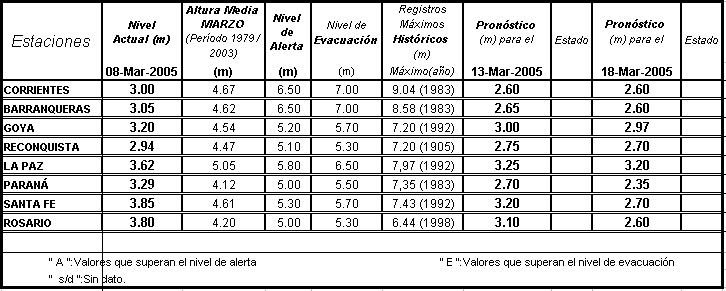 Estaciones Nivel Actual (m) 08-Mar-2005 Altura Media MARZO (Período 1979 / 2003) (m) Nivel de Alerta (m) Nivel de Evacuación (m) Registros Máximos Históricos (m) Máximo(año) Pronóstico (m) para el 13-Mar-2005 Estado Pronóstico (m) para el 18-Mar-2005 Estado
CORRIENTES 3.00 4.67 6.50 7.00 9.04 (1983) 2.60 2.60
BARRANQUERAS 3.05 4.62 6.50 7.00 8.58 (1983) 2.65 2.60
GOYA 3.20 4.54 5.20 5.70 7.20 (1992) 3.00 2.97
RECONQUISTA 2.94 4.47 5.10 5.30 7.20 (1905) 2.75 2.70
LA PAZ 3.62 5.05 5.80 6.50 7,97 (1992) 3.25 3.20
PARANÁ 3.29 4.12 5.00 5.50 7,35 (1983) 2.70 2.35
SANTA FE 3.85 4.61 5.30 5.70 7.43 (1992) 3.20 2.70
ROSARIO 3.80 4.20 5.00 5.30 6.44 (1998) 3.10 2.60
" A ":Valores que superan el nivel de alerta " E ":Valores que superan el nivel de evacuación
" s/d ":Sin dato.